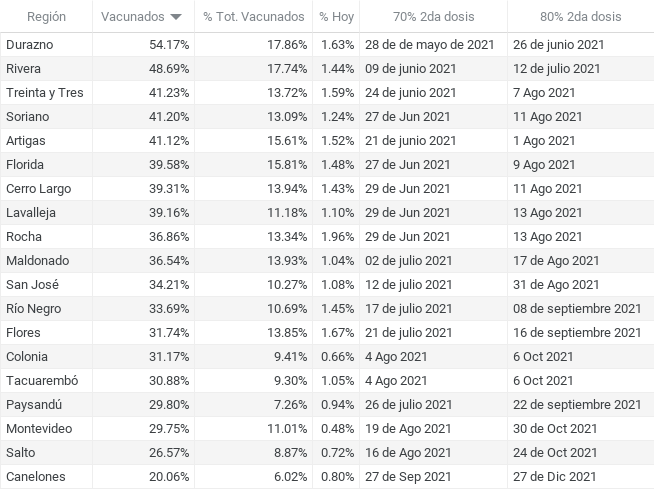 Región Vacunados % Tot. Vacunados % Hoy 70% 2da dosis 80% 2da dosis
Durazno 54.17% 17.86% 1.63% 28 de de mayo de 2021 26 de junio 2021
Rivera 48.69% 17.74% 1.44% 09 de junio 2021 12 de julio 2021
Treinta y Tres 41.23% 13.72% 1.59% 24 de junio 2021 7 Ago 2021
Soriano 41.20% 13.09% 1.24% 27 de Jun 2021 11 Ago 2021
Artigas 41.12% 15.61% 1.52% 21 de junio 2021 1 Ago 2021
Florida 39.58% 15.81% 1.48% 27 de Jun 2021 9 Ago 2021
Cerro Largo 39.31% 13.94% 1.43% 29 de Jun 2021 11 Ago 2021
Lavalleja 39.16% 11.18% 1.10% 29 de Jun 2021 13 Ago 2021
Rocha 36.86% 13.34% 1.96% 29 de Jun 2021 13 Ago 2021
Maldonado 36.54% 13.93% 1.04% 02 de julio 2021 17 de Ago 2021
San José 34.21% 10.27% 1.08% 12 de julio 2021 31 de Ago 2021
Río Negro 33.69% 10.69% 1.45% 17 de julio 2021 08 de septiembre 2021
Flores 31.74% 13.85% 1.67% 21 de julio 2021 16 de septiembre 2021
Colonia 31.17% 9.41% 0.66% 4 Ago 2021 6 Oct 2021
Tacuarembó 30.88% 9.30% 1.05% 4 Ago 2021 6 Oct 2021
Paysandú 29.80% 7.26% 0.94% 26 de julio 2021 22 de septiembre 2021
Montevideo 29.75% 11.01% 0.48% 19 de Ago 2021 30 de Oct 2021
Salto 26.57% 8.87% 0.72% 16 de Ago 2021 24 de Oct 2021
Canelones 20.06% 6.02% 0.80% 27 de Sep 2021 27 de Dic 2021